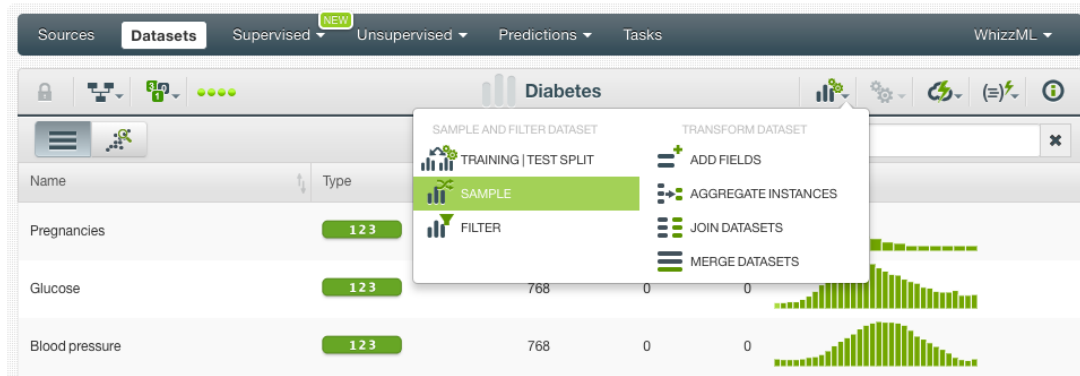 NEW
Sources Datasets Supervised Unsupervised Predictions Tasks WhizzML
Diabetes
SAMPLE AND FILTER DATASET TRANSFORM DATASET
TRAINING | TEST SPLIT ADD FIELDS
SAMPLE AGGREGATE INSTANCES
FILTER JOIN DATASETS
MERGE DATASETS
Name Type
Pregnancies 123
Glucose 123 768 0 0
Blood pressure 123 768 0 0